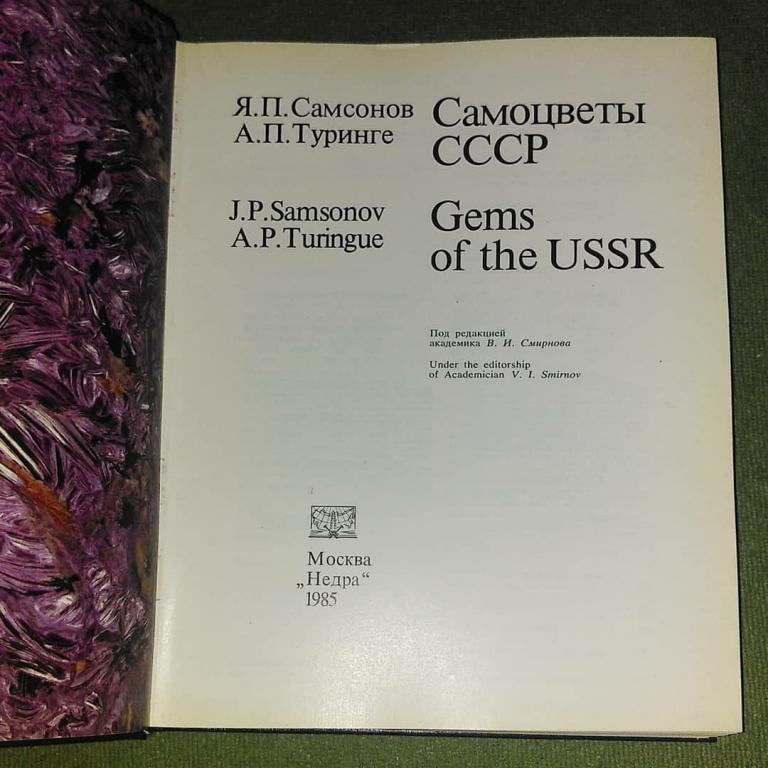 Я.П.Самсонов
А.П.Туринге
Самоцветы
СССР
J.P.Samsonov
A.P.Turingue
Gems
of the USSR
Под редакцией
академика В. И. Смирнова
Under the editorship
of Academician V. I. Smirnov
Москва
„Недра“
1985